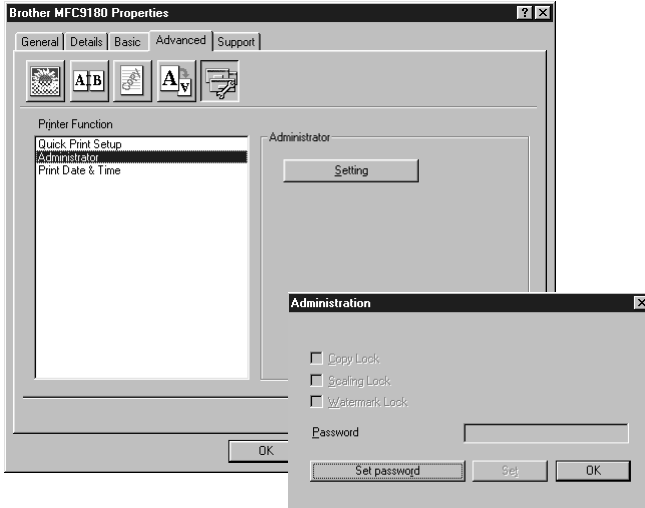 Brother MFC9180 Properties
General Details Basic Advanced Support
A B
A A
Printer Function
Quick Print Setup
Administrator
Print Date & Time
Administrator
Setting
OK
Administration
Copy Lock
Scaling Lock
Watermark Lock
Password
Set password Set OK